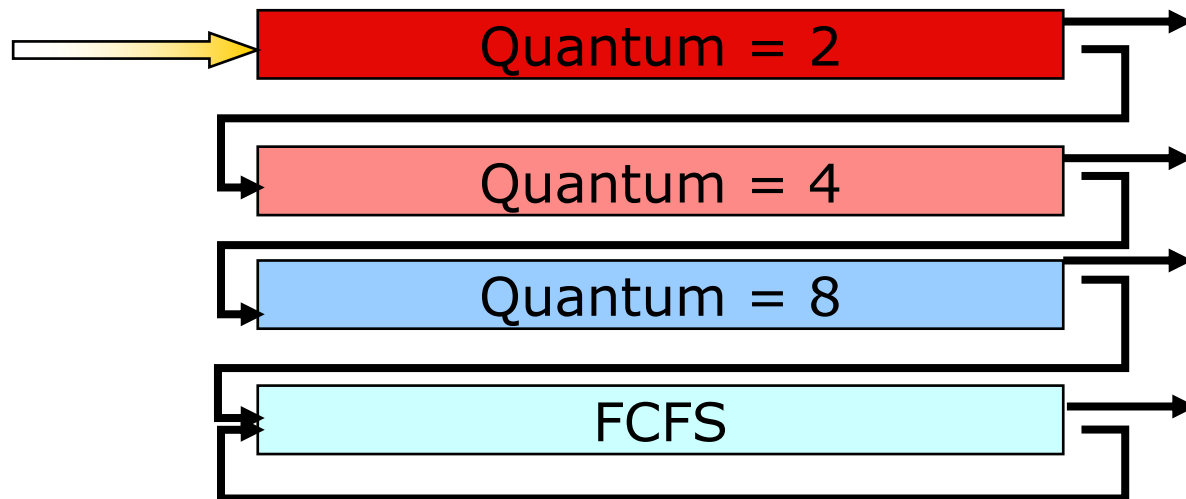 Quantum = 2
Quantum = 4
Quantum = 8
FCFS